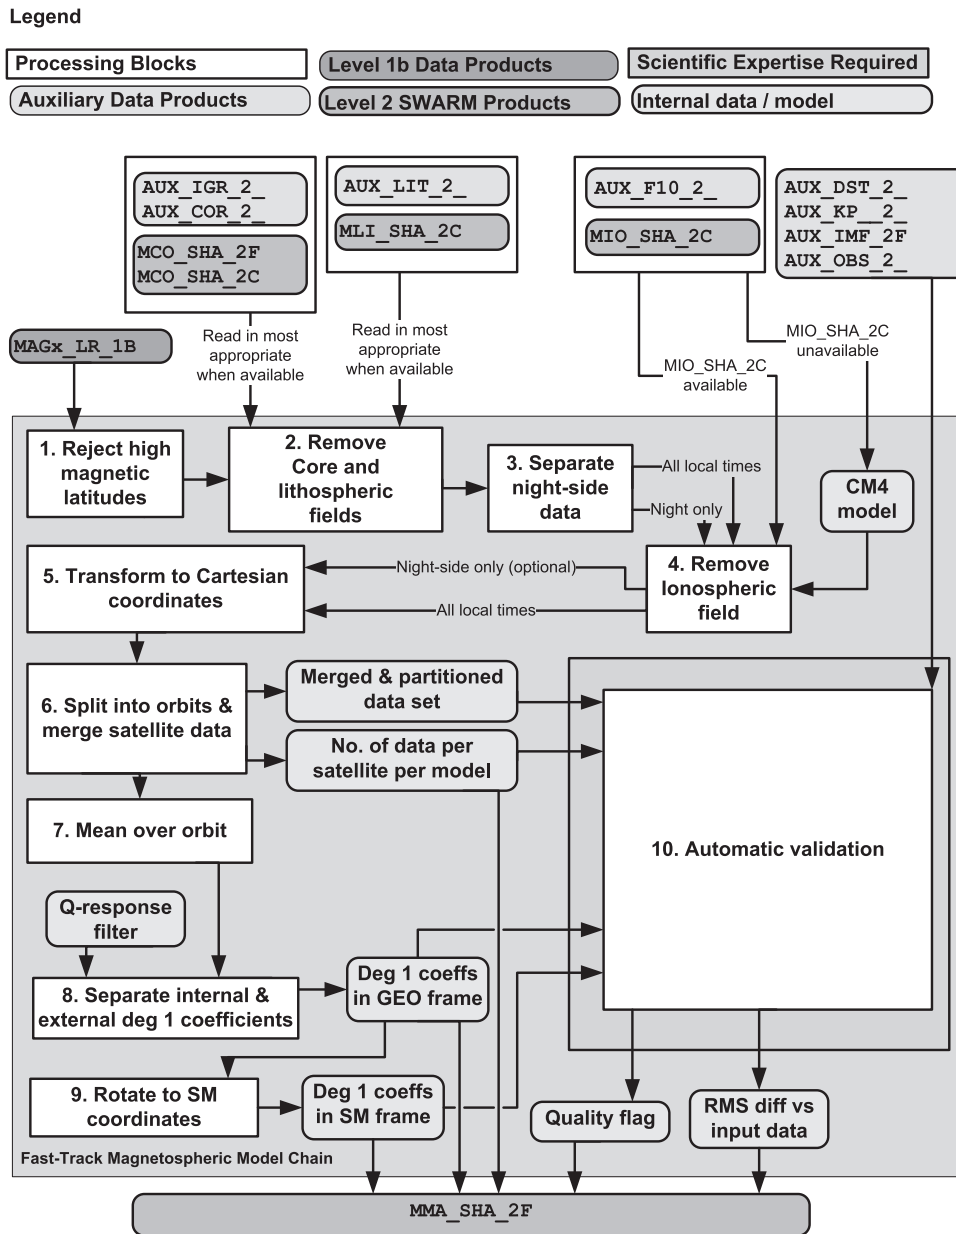 Legend
Processing Blocks
Level 1b Data Products
Scientific Expertise Required
Auxiliary Data Products
Level 2 SWARM Products
Internal data / model
AUX_IGR_2_
AUX_COR_2_
MCO_SHA_2F
MCO_SHA_2C
AUX_LIT_2_
MLI_SHA_2C
AUX_F10_2_
MIO_SHA_2C
AUX_DST_2_
AUX_KP__2_
AUX_IMF_2F
AUX_OBS_2_
MAGx_LR_1B
Read in most
appropriate
when available
Read in most
appropriate
when available
MIO_SHA_2C
available
MIO_SHA_2C
unavailable
1. Reject high
magnetic
latitudes
2. Remove
Core and
lithospheric
fields
3. Separate
night-side
data
All local times
Night only
CM4
model
4. Remove
Ionospheric
field
Night-side only (optional)
All local times
5. Transform to Cartesian
coordinates
6. Split into orbits &
merge satellite data
Merged & partitioned
data set
No. of data per
satellite per model
7. Mean over orbit
10. Automatic validation
Q-response
filter
8. Separate internal &
external deg 1 coefficients
Deg 1 coeffs
in GEO frame
9. Rotate to SM
coordinates
Deg 1 coeffs
in SM frame
Quality flag
RMS diff vs
input data
Fast-Track Magnetospheric Model Chain
MMA_SHA_2F